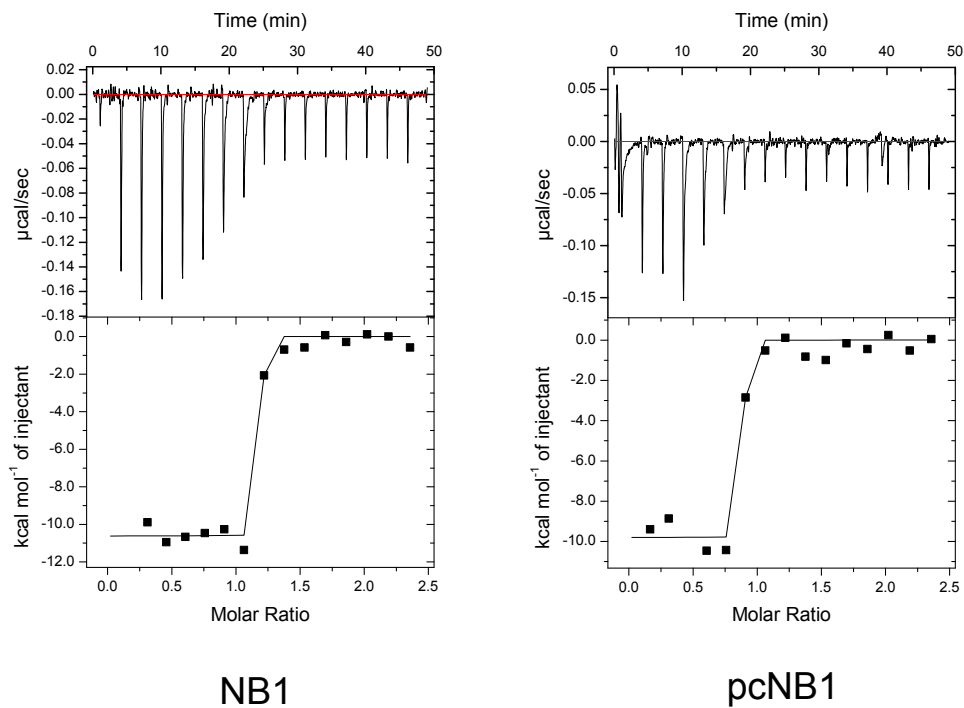 Time (min)
0 10 20 30 40 50
0.02
0.00
-0.02
-0.04
-0.06
-0.08
-0.10
-0.12
-0.14
-0.16
-0.18
µcal/sec
0.0
-2.0
-4.0
-6.0
-8.0
-10.0
-12.0
kcal mol⁻¹ of injectant
0.0 0.5 1.0 1.5 2.0 2.5
Molar Ratio
NB1
Time (min)
0 10 20 30 40 50
0.05
0.00
-0.05
-0.10
-0.15
µcal/sec
0.0
-2.0
-4.0
-6.0
-8.0
-10.0
kcal mol⁻¹ of injectant
0.0 0.5 1.0 1.5 2.0 2.5
Molar Ratio
pcNB1